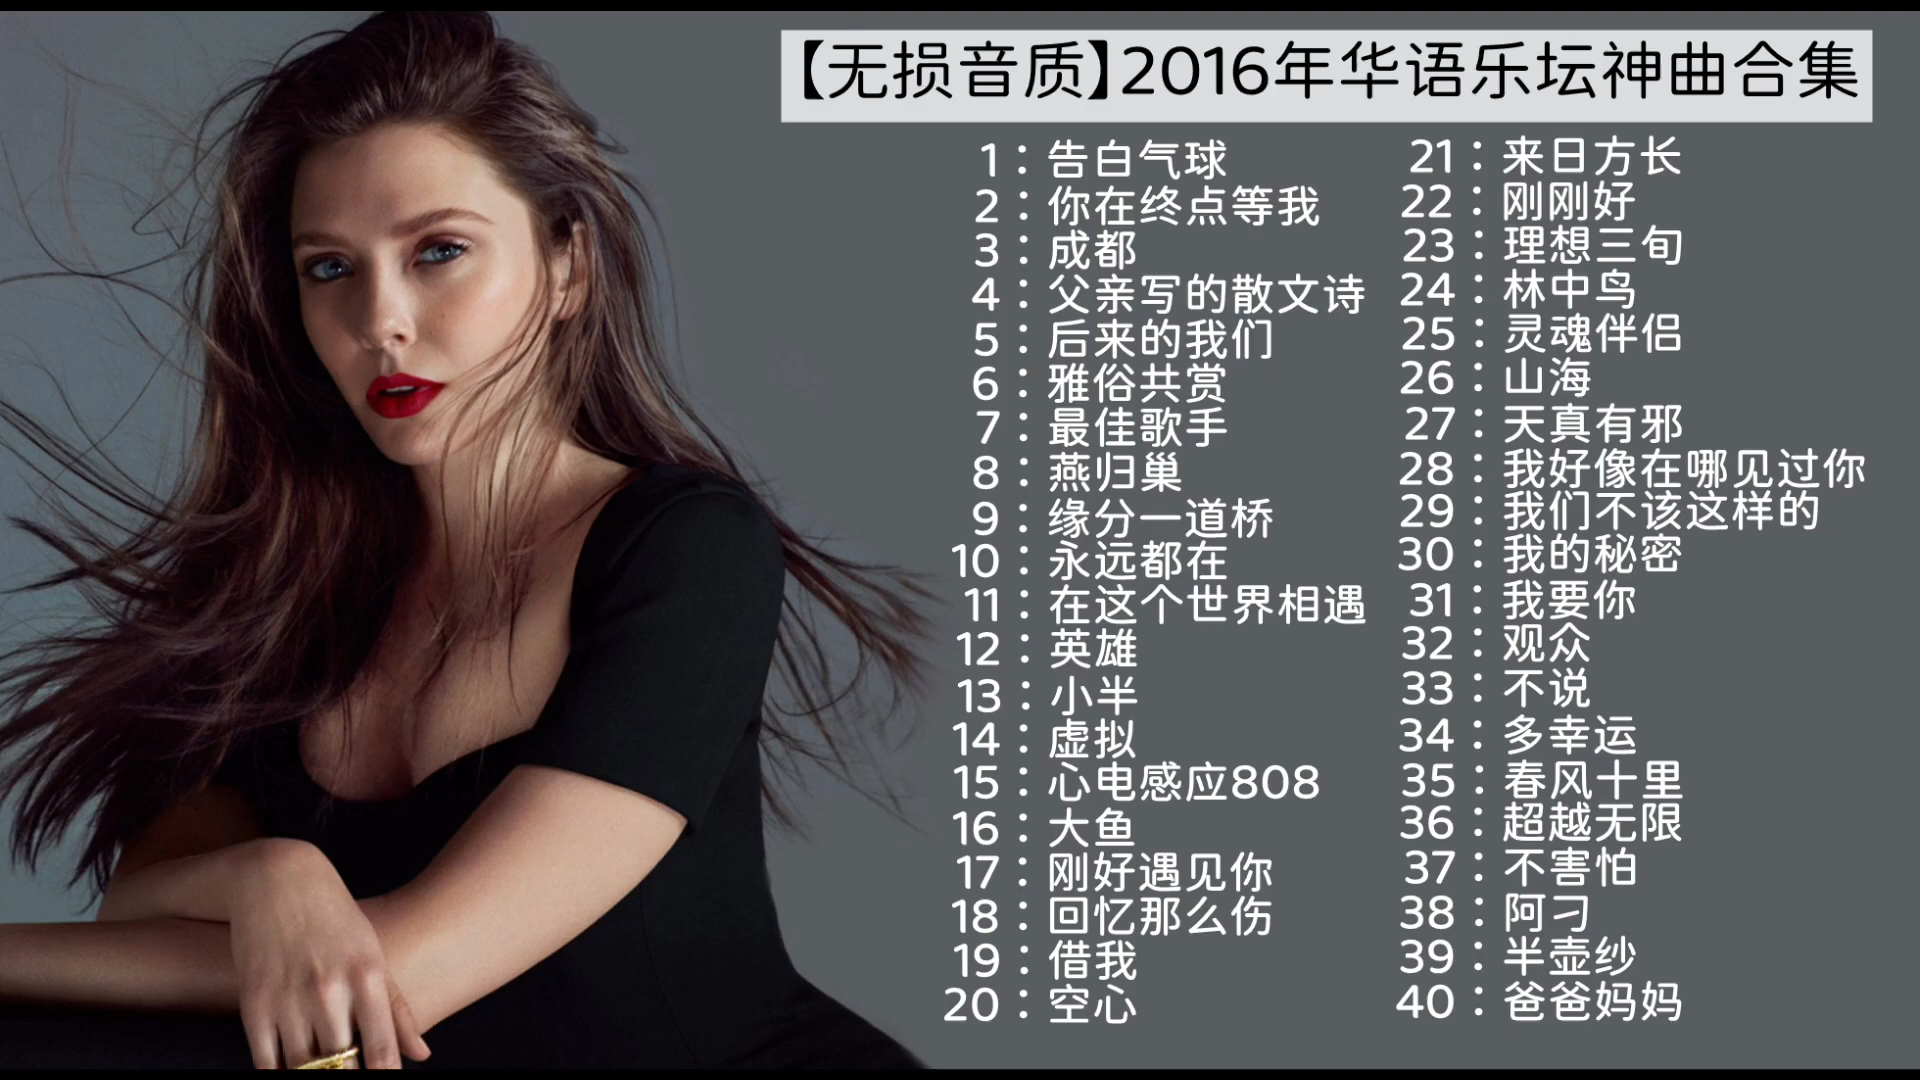 【无损音质】2016年华语乐坛神曲合集
1：告白气球
2：你在终点等我
3：成都
4：父亲写的散文诗
5：后来的我们
6：雅俗共赏
7：最佳歌手
8：燕归巢
9：缘分一道桥
10：永远都在
11：在这个世界相遇
12：英雄
13：小半
14：虚拟
15：心电感应808
16：大鱼
17：刚好遇见你
18：回忆那么伤
19：借我
20：空心
21：来日方长
22：刚刚好
23：理想三旬
24：林中鸟
25：灵魂伴侣
26：山海
27：天真有邪
28：我好像在哪见过你
29：我们不该这样的
30：我的秘密
31：我要你
32：观众
33：不说
34：多幸运
35：春风十里
36：超越无限
37：不害怕
38：阿刁
39：半壶纱
40：爸爸妈妈